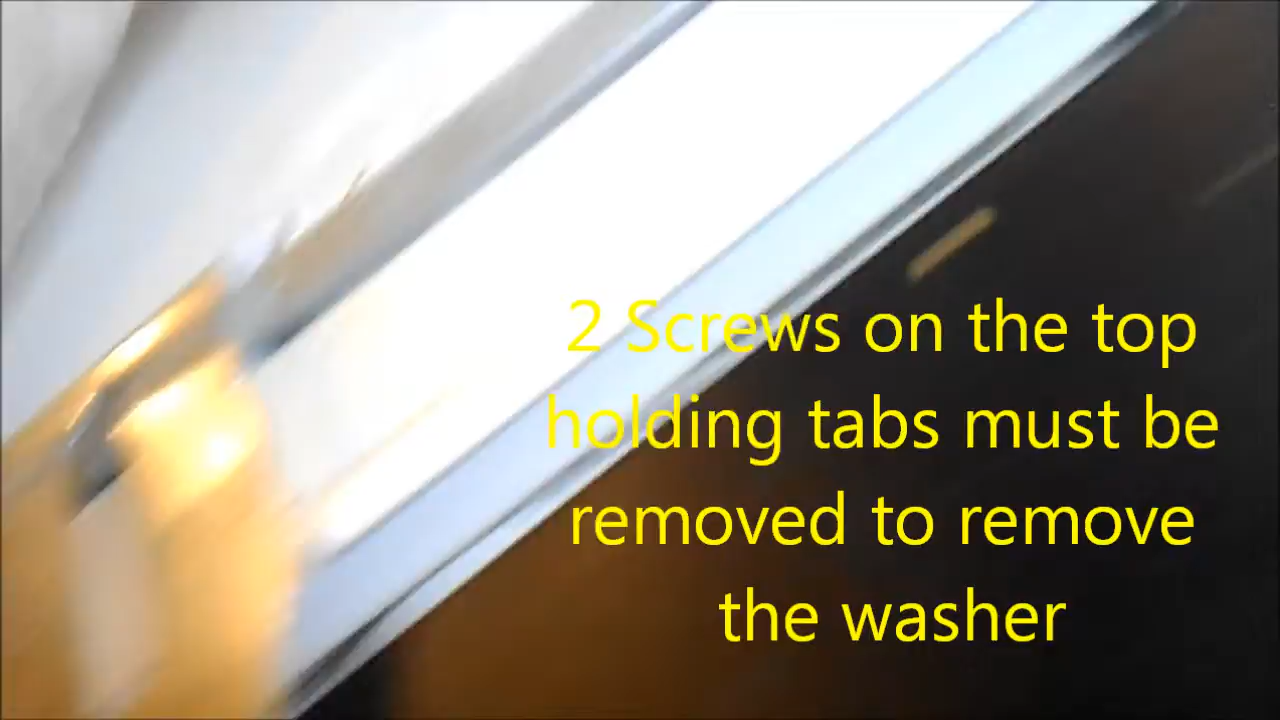 2 Screws on the top
holding tabs must be
removed to remove
the washer